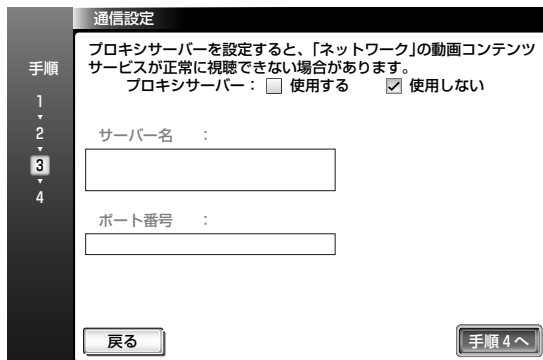 通信設定
手順
1
2
3
4
プロキシサーバーを設定すると、「ネットワーク」の動画コンテンツ
サービスが正常に視聴できない場合があります。
プロキシサーバー： 使用する 使用しない
サーバー名 ：
ポート番号 ：
戻る
手順4へ